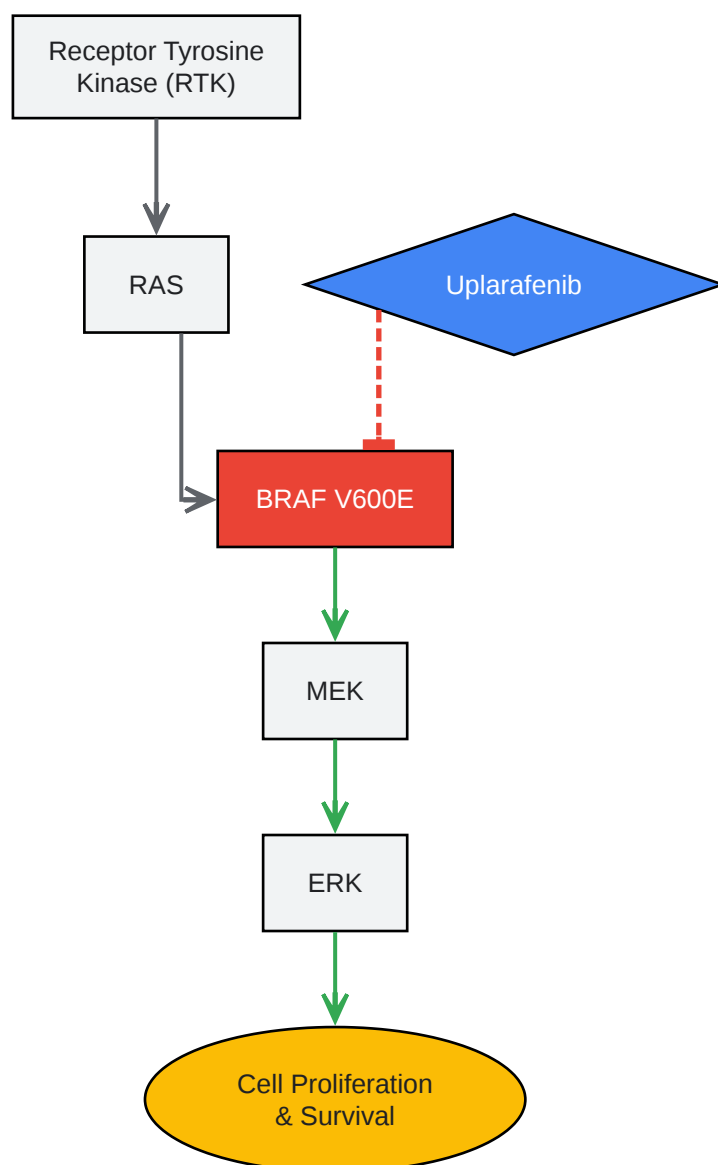 Receptor Tyrosine
Kinase (RTK)
RAS
Uplarafenib
BRAF V600E
MEK
ERK
Cell Proliferation
& Survival